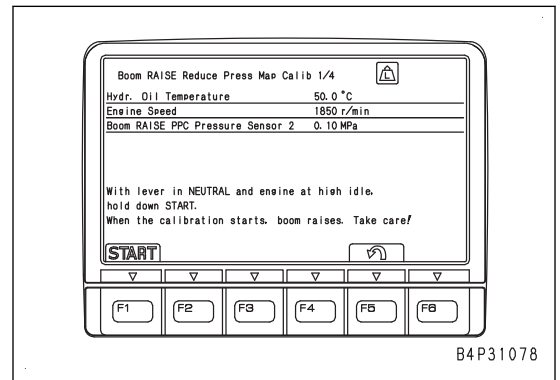 Boom RAISE Reduce Press Map Calib 1/4 L
Hydr. Oil Temperature 50.0°C
Engine Speed 1850 r/min
Boom RAISE PPC Pressure Sensor 2 0.10 MPa
With lever in NEUTRAL and engine at high idle,
hold down START.
When the calibration starts, boom raises. Take care!
START
F1 F2 F3 F4 F5 F6
B4P31078